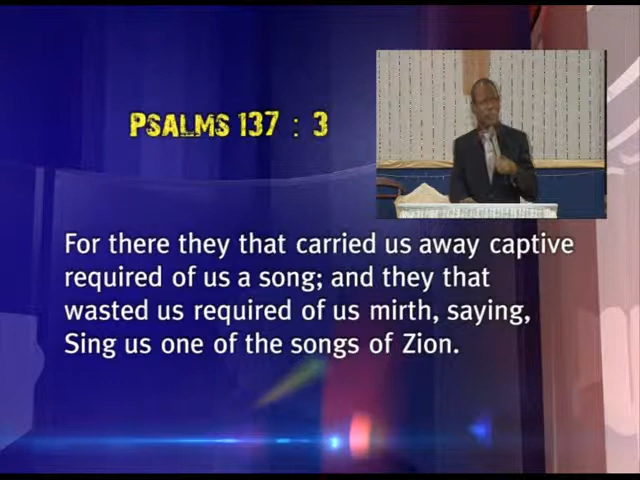 PSALMS 137 : 3
For there they that carried us away captive
required of us a song; and they that
wasted us required of us mirth, saying,
Sing us one of the songs of Zion.